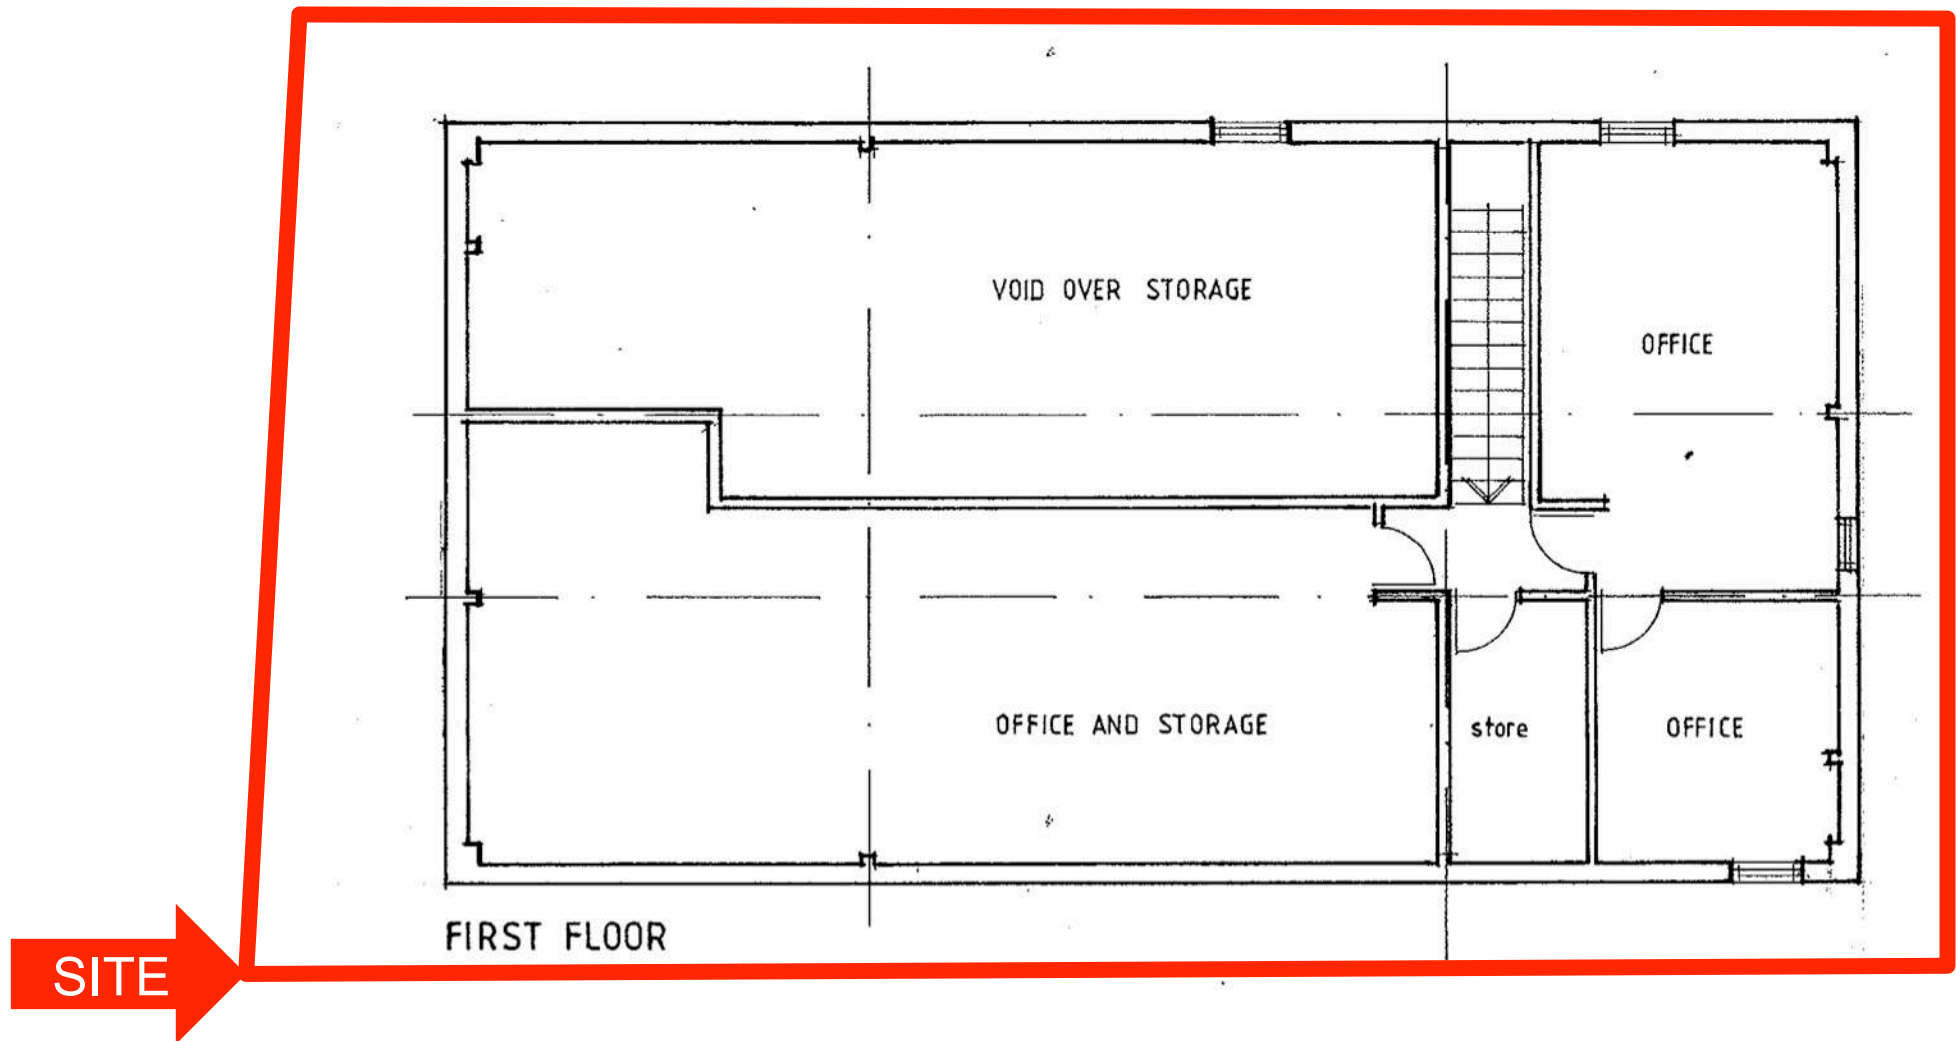 VOID OVER STORAGE
OFFICE
OFFICE AND STORAGE
store
OFFICE
FIRST FLOOR
SITE